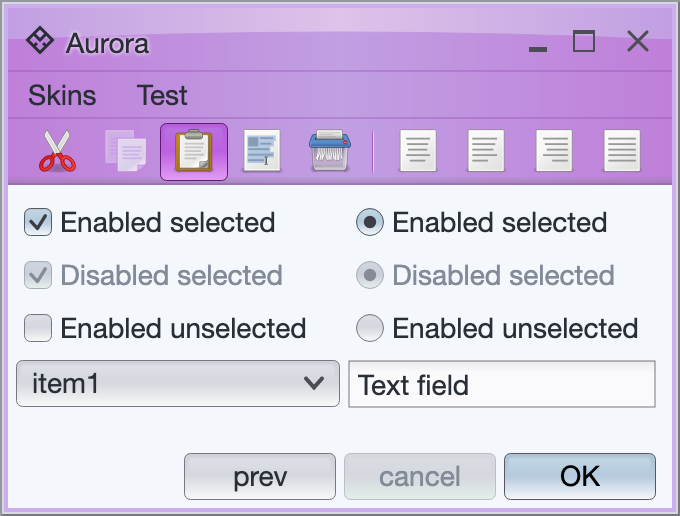 Aurora
Skins Test
Enabled selected Enabled selected
Disabled selected Disabled selected
Enabled unselected Enabled unselected
item1 Text field
prev cancel OK